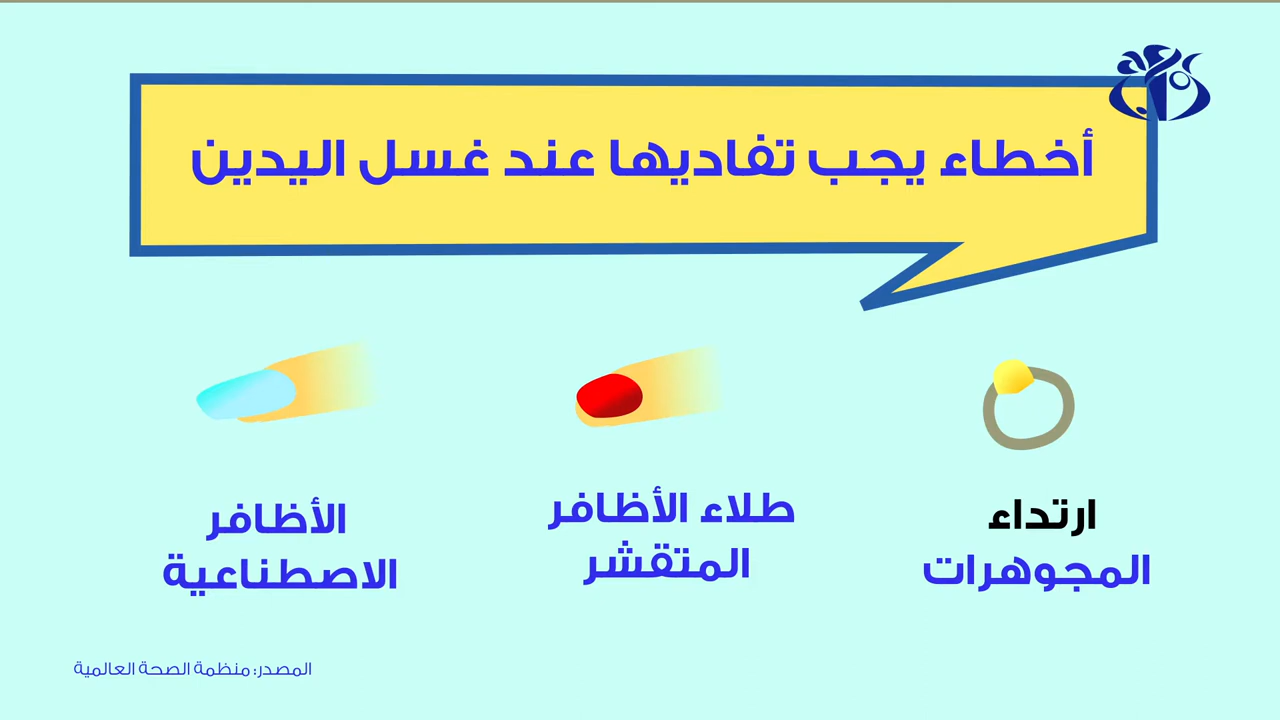 أخطاء يجب تفاديها عند غسل اليدين
ارتداء
المجوهرات
طلاء الأظافر
المتقشر
الأظافر
الاصطناعية
المصدر: منظمة الصحة العالمية